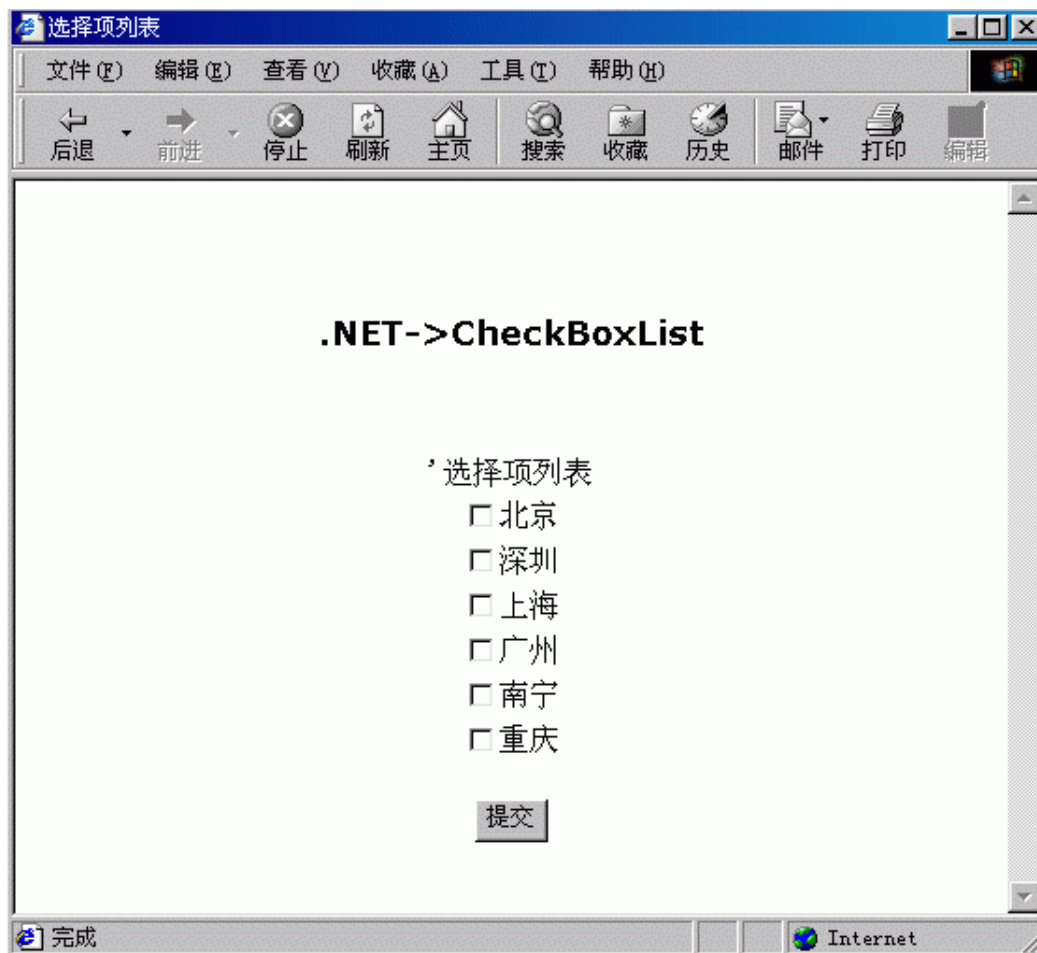 选择项列表
文件(F) 编辑(E) 查看(V) 收藏(A) 工具(T) 帮助(H)
后退 前进 停止 刷新 主页 搜索 收藏 历史 邮件 打印 编辑
.NET->CheckBoxList
'选择项列表
北京
深圳
上海
广州
南宁
重庆
提交
完成 Internet